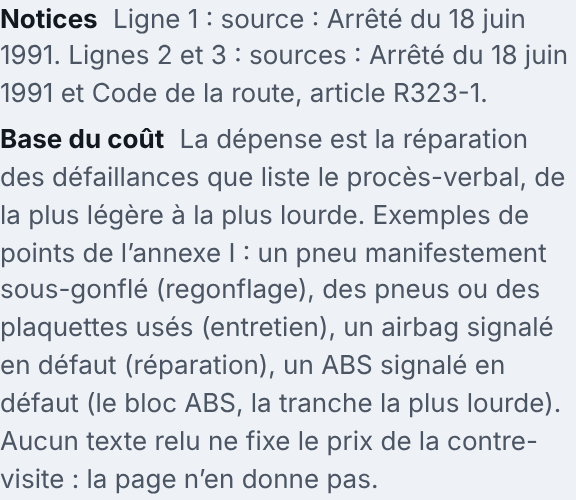 Notices Ligne 1 : source : Arrêté du 18 juin
1991. Lignes 2 et 3 : sources : Arrêté du 18 juin
1991 et Code de la route, article R323-1.
Base du coût La dépense est la réparation
des défaillances que liste le procès-verbal, de
la plus légère à la plus lourde. Exemples de
points de l’annexe I : un pneu manifestement
sous-gonflé (regonflage), des pneus ou des
plaquettes usés (entretien), un airbag signalé
en défaut (réparation), un ABS signalé en
défaut (le bloc ABS, la tranche la plus lourde).
Aucun texte relu ne fixe le prix de la contre-
visite : la page n’en donne pas.